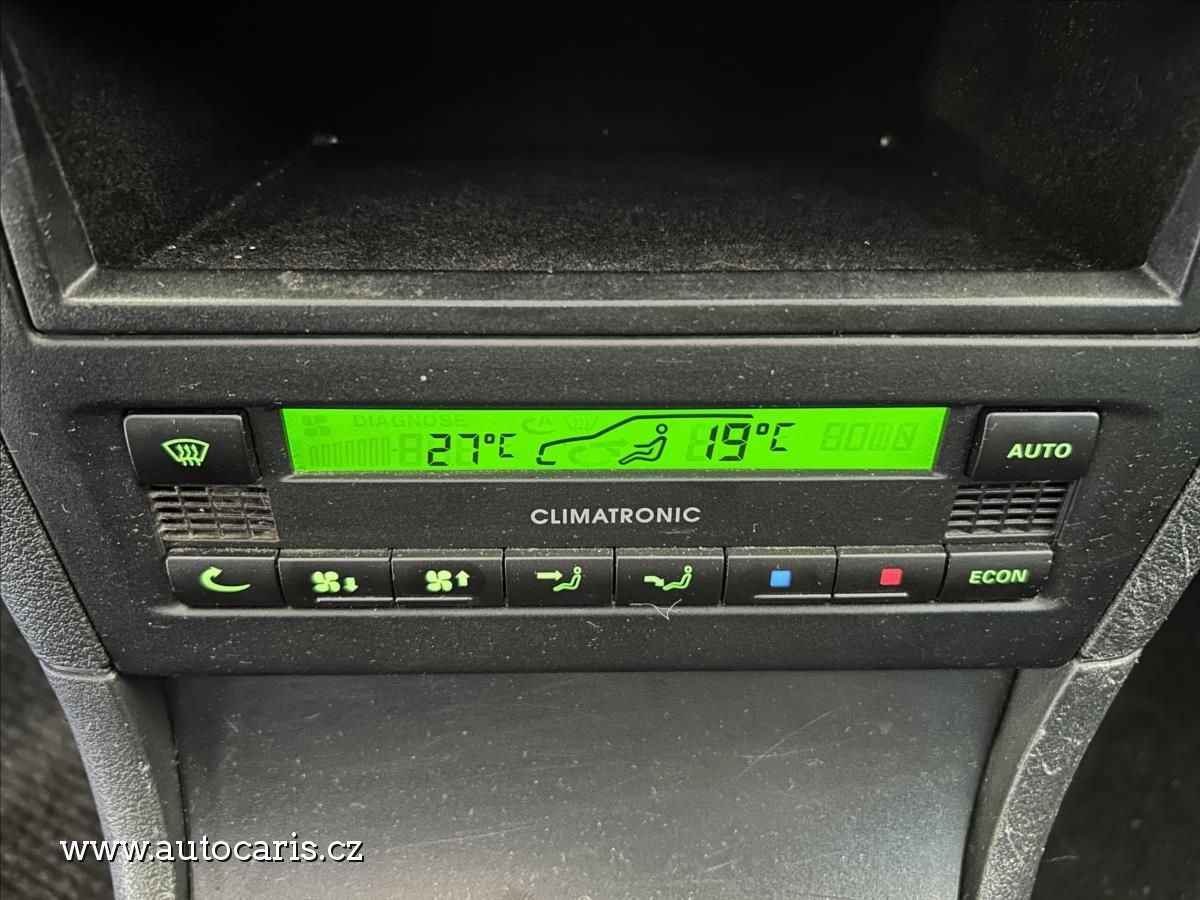 DIAGNOSE
27°C 19°C
AUTO
CLIMATRONIC
ECON
www.autocaris.cz